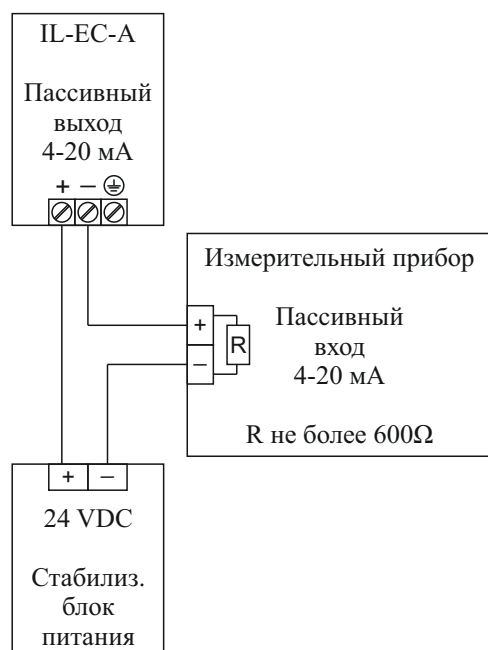 IL-EC-A
Пассивный
выход
4-20 мА
+ −
Измерительный прибор
+
R
−
Пассивный
вход
4-20 мА
R не более 600Ω
+ −
24 VDC
Стабилиз.
блок
питания